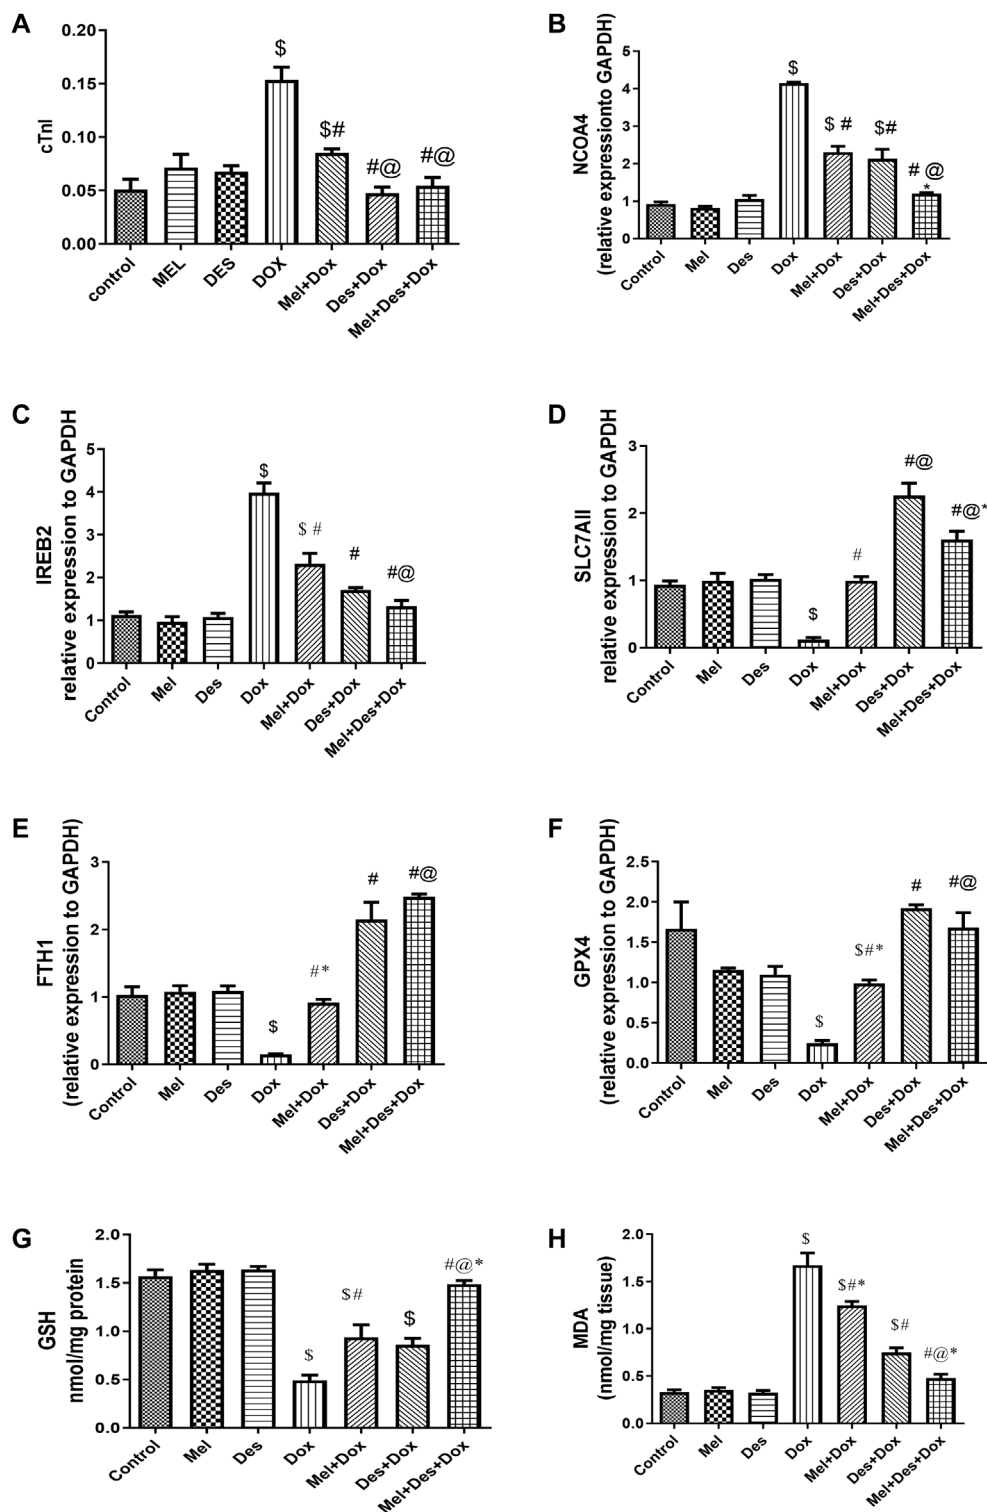 A
cTnI
0.20
0.15
0.10
0.05
0.00
$
$#
#@
#@
control
MEL
DES
DOX
Mel+Dox
Des+Dox
Mel+Des+Dox
B
NCOA4
(relative expressionto GAPDH)
5
4
3
2
1
0
$
$ #
$#
# @
*
Control
Mel
Des
Dox
Mel+Dox
Des+Dox
Mel+Des+Dox
C
IREB2
relative expression to GAPDH
5
4
3
2
1
0
$
$ #
#
#@
Control
Mel
Des
Dox
Mel+Dox
Des+Dox
Mel+Des+Dox
D
SLC7AII
relative expression to GAPDH
3
2
1
0
$
#
#@
#@*
Control
Mel
Des
Dox
Mel+Dox
Des+Dox
Mel+Des+Dox
E
FTH1
(relative expression to GAPDH)
3
2
1
0
$
#*
#
#@
Control
Mel
Des
Dox
Mel+Dox
Des+Dox
Mel+Des+Dox
F
GPX4
(relative expression to GAPDH)
2.5
2.0
1.5
1.0
0.5
0.0
$
$#*
#
#@
Control
Mel
Des
Dox
Mel+Dox
Des+Dox
Mel+Des+Dox
G
GSH
nmol/mg protein
2.0
1.5
1.0
0.5
0.0
$
$#
$
#@*
Control
Mel
Des
Dox
Mel+Dox
Des+Dox
Mel+Des+Dox
H
MDA
(nmol/mg tissue)
2.0
1.5
1.0
0.5
0.0
$
$#*
$#
#@*
Control
Mel
Des
Dox
Mel+Dox
Des+Dox
Mel+Des+Dox